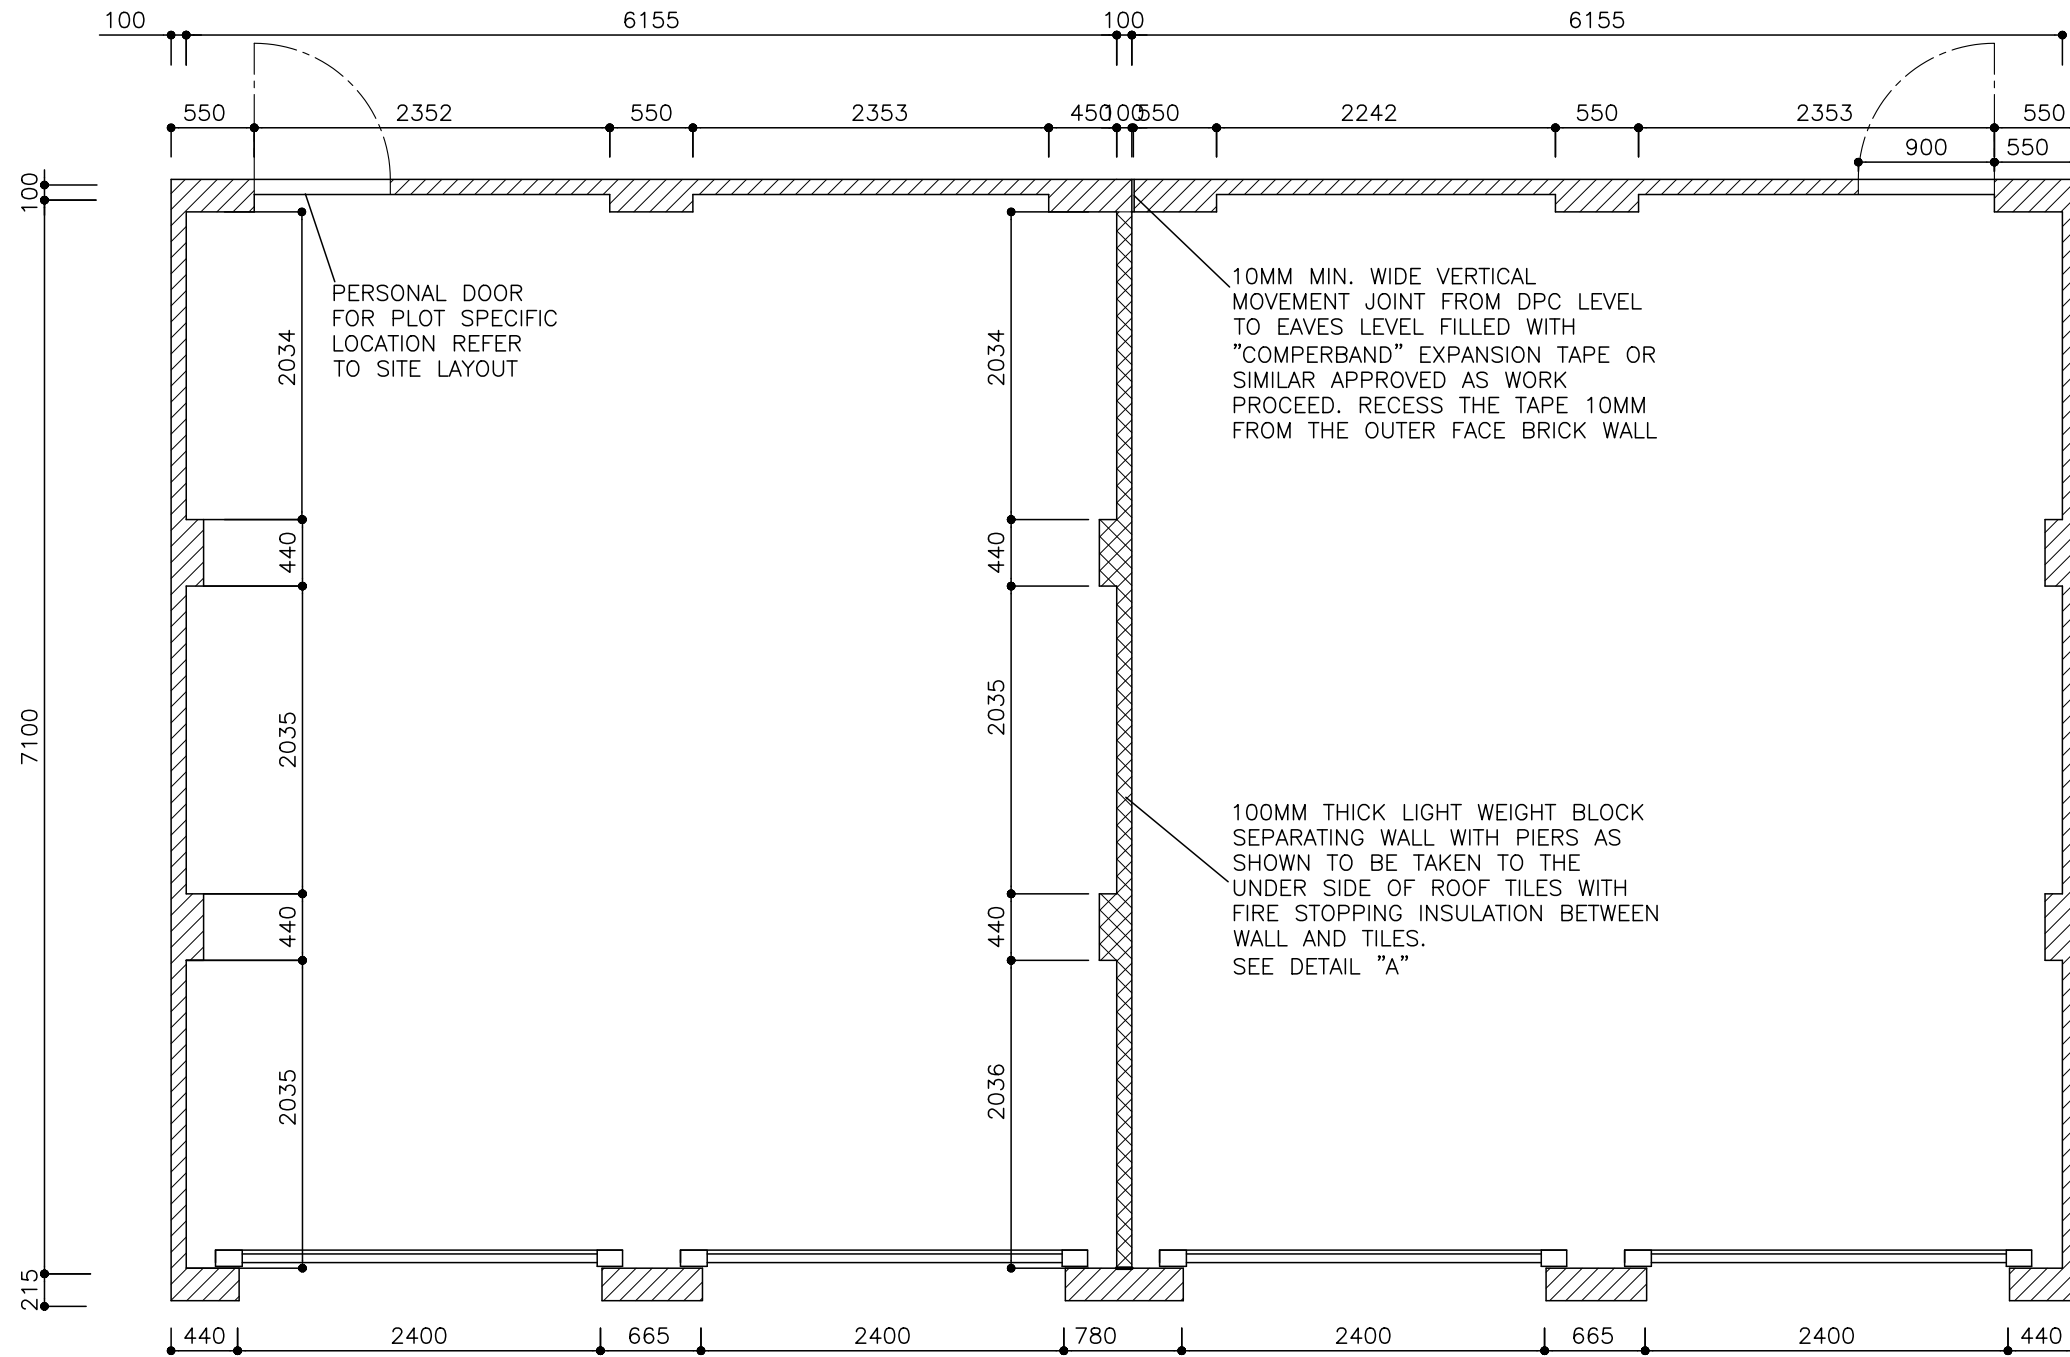 100 6155 100 6155
550 2352 550 2353 450 100 550 2242 550 2353 550
900 550
100
7100
215
PERSONAL DOOR
FOR PLOT SPECIFIC
LOCATION REFER
TO SITE LAYOUT
2034
440
2035
440
2035
2034
440
2035
440
2036
10MM MIN. WIDE VERTICAL
MOVEMENT JOINT FROM DPC LEVEL
TO EAVES LEVEL FILLED WITH
"COMPERBAND" EXPANSION TAPE OR
SIMILAR APPROVED AS WORK
PROCEED. RECESS THE TAPE 10MM
FROM THE OUTER FACE BRICK WALL
100MM THICK LIGHT WEIGHT BLOCK
SEPARATING WALL WITH PIERS AS
SHOWN TO BE TAKEN TO THE
UNDER SIDE OF ROOF TILES WITH
FIRE STOPPING INSULATION BETWEEN
WALL AND TILES.
SEE DETAIL "A"
440 2400 665 2400 780 2400 665 2400 440